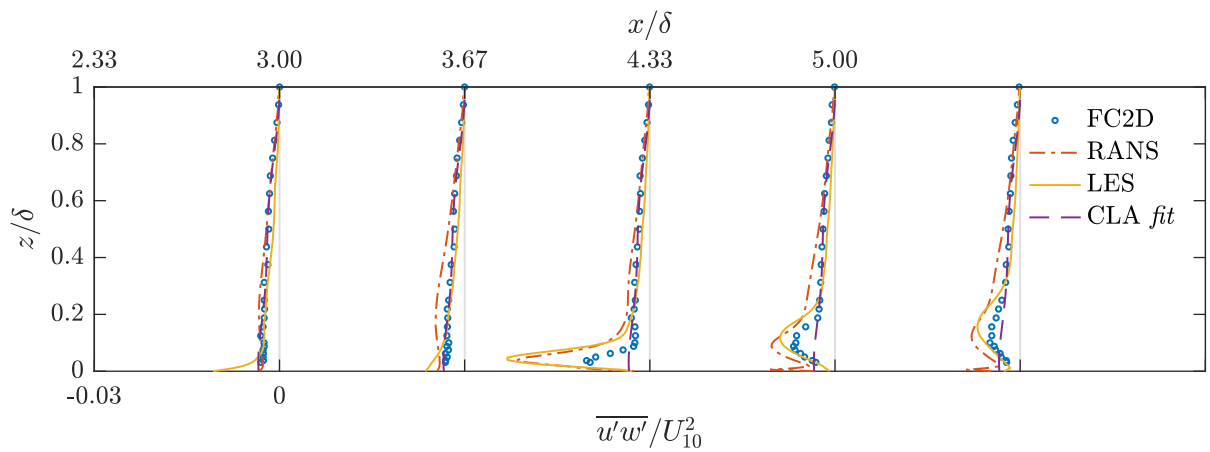 x/δ
2.33 3.00 3.67 4.33 5.00
1
0.8
0.6
0.4
0.2
0
z/δ
FC2D
RANS
LES
CLA fit
-0.03 0
u'w'/U₁₀²